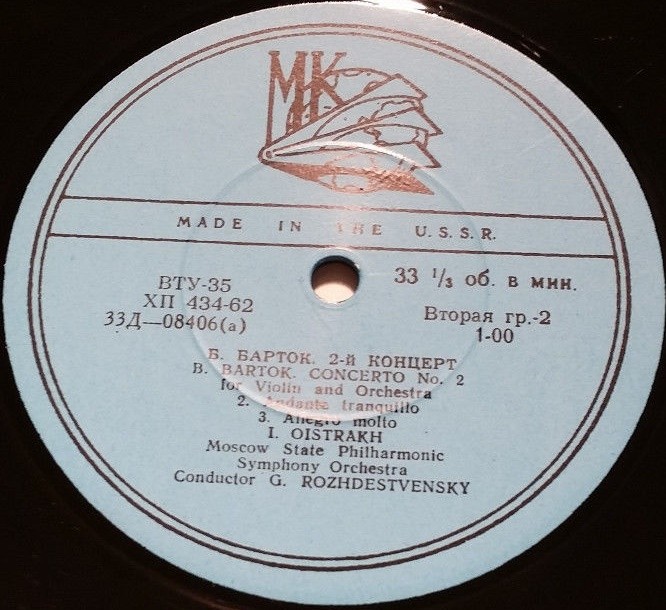 МК
MADE IN THE U.S.S.R.
ВТУ-35
ХП 434-62
33Д—08406(а)
33 ⅓ об. в мин.
Вторая гр.-2
1-00
Б. БАРТОК. 2-й КОНЦЕРТ
B. BARTOK. CONCERTO No. 2
for Violin and Orchestra
2. Andante tranquillo
3. Allegro molto
I. OISTRAKH
Moscow State Philharmonic
Symphony Orchestra
Conductor G. ROZHDESTVENSKY